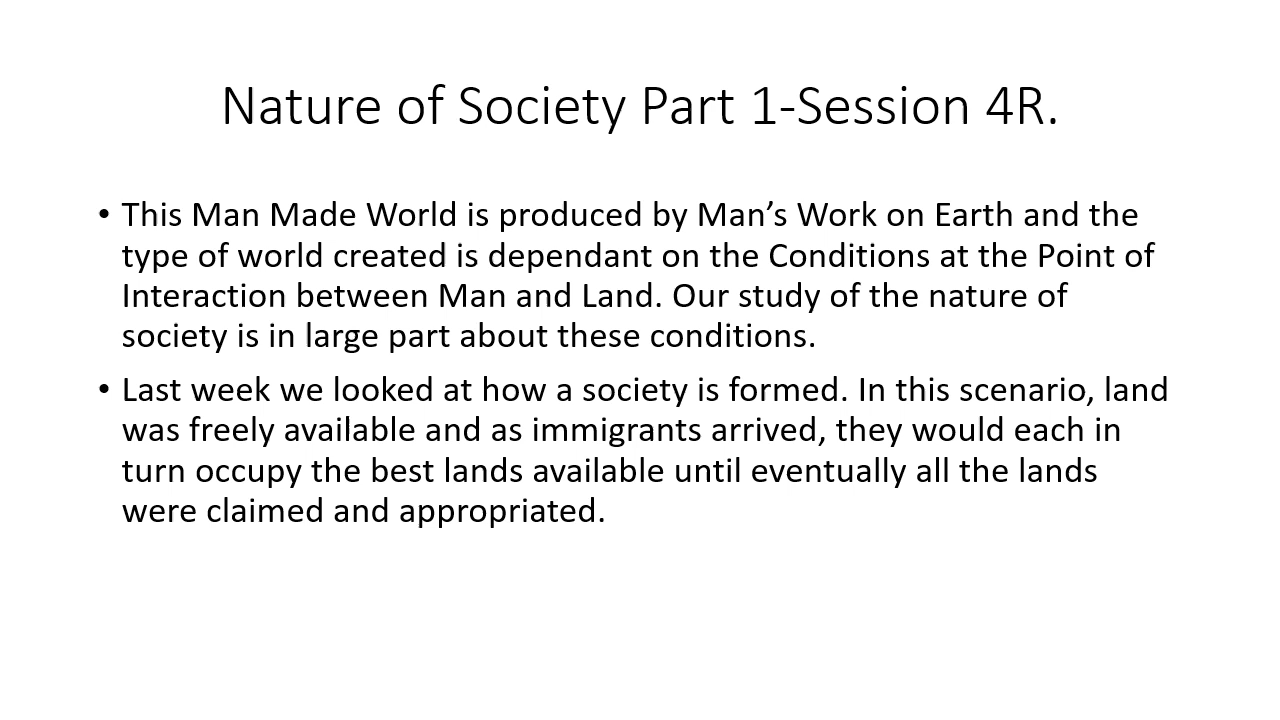 Nature of Society Part 1-Session 4R.
• This Man Made World is produced by Man’s Work on Earth and the
type of world created is dependant on the Conditions at the Point of
Interaction between Man and Land. Our study of the nature of
society is in large part about these conditions.
• Last week we looked at how a society is formed. In this scenario, land
was freely available and as immigrants arrived, they would each in
turn occupy the best lands available until eventually all the lands
were claimed and appropriated.